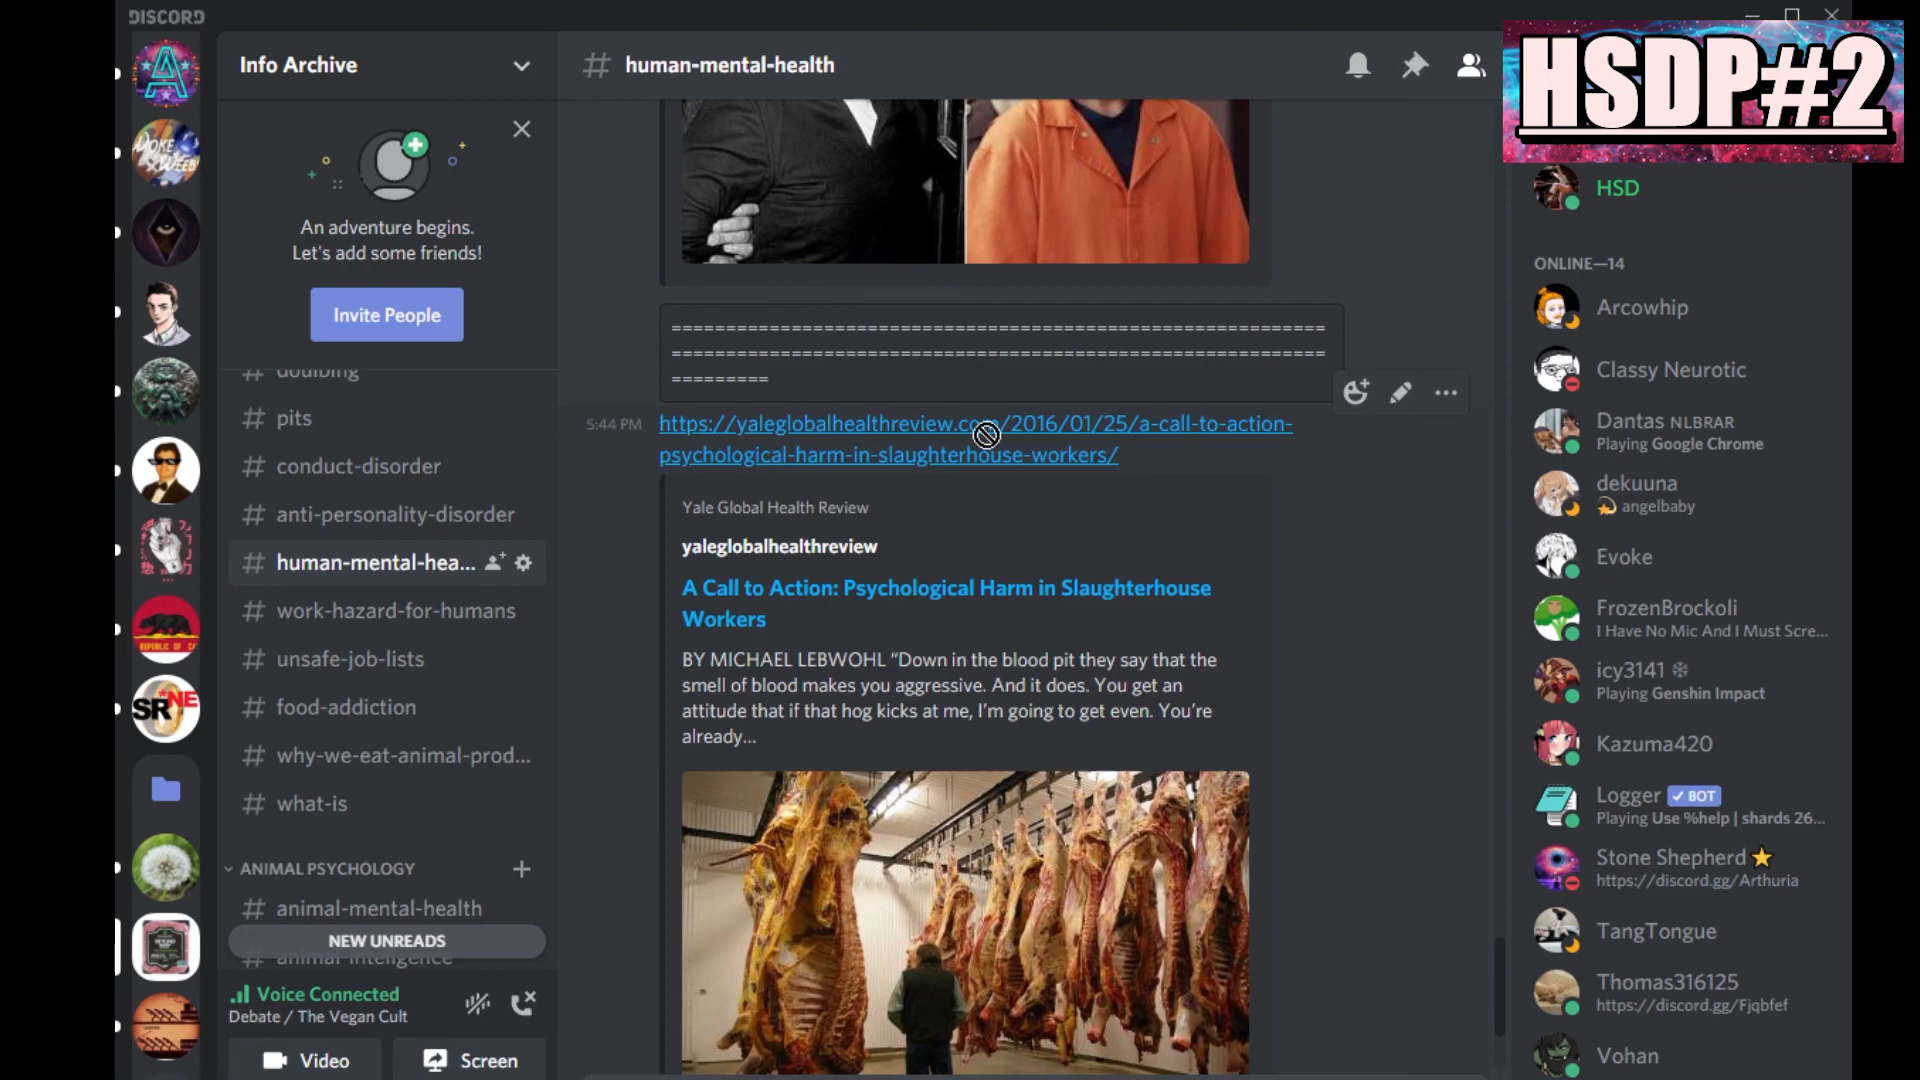 DISCORD
HSDP#2
Info Archive
An adventure begins.
Let's add some friends!
Invite People
pits
conduct-disorder
anti-personality-disorder
human-mental-hea...
work-hazard-for-humans
unsafe-job-lists
food-addiction
why-we-eat-animal-prod...
what-is
ANIMAL PSYCHOLOGY
animal-mental-health
NEW UNREADS
Voice Connected
Debate / The Vegan Cult
Video
Screen
# human-mental-health
============================================================
============================================================
=========
5:44 PM
https://yaleglobalhealthreview.com/2016/01/25/a-call-to-action-
psychological-harm-in-slaughterhouse-workers/
Yale Global Health Review
yaleglobalhealthreview
A Call to Action: Psychological Harm in Slaughterhouse
Workers
BY MICHAEL LEBWOHL “Down in the blood pit they say that the
smell of blood makes you aggressive. And it does. You get an
attitude that if that hog kicks at me, I’m going to get even. You’re
already...
HSD
ONLINE—14
Arcowhip
Classy Neurotic
Dantas NLBRAR
Playing Google Chrome
dekuuna
angelbaby
Evoke
FrozenBrockoli
I Have No Mic And I Must Scre...
icy3141 ❄
Playing Genshin Impact
Kazuma420
Logger ✓ BOT
Playing Use %help | shards 26...
Stone Shepherd ⭐
https://discord.gg/Arthuria
TangTongue
Thomas316125
https://discord.gg/Fjqbfef
Vohan